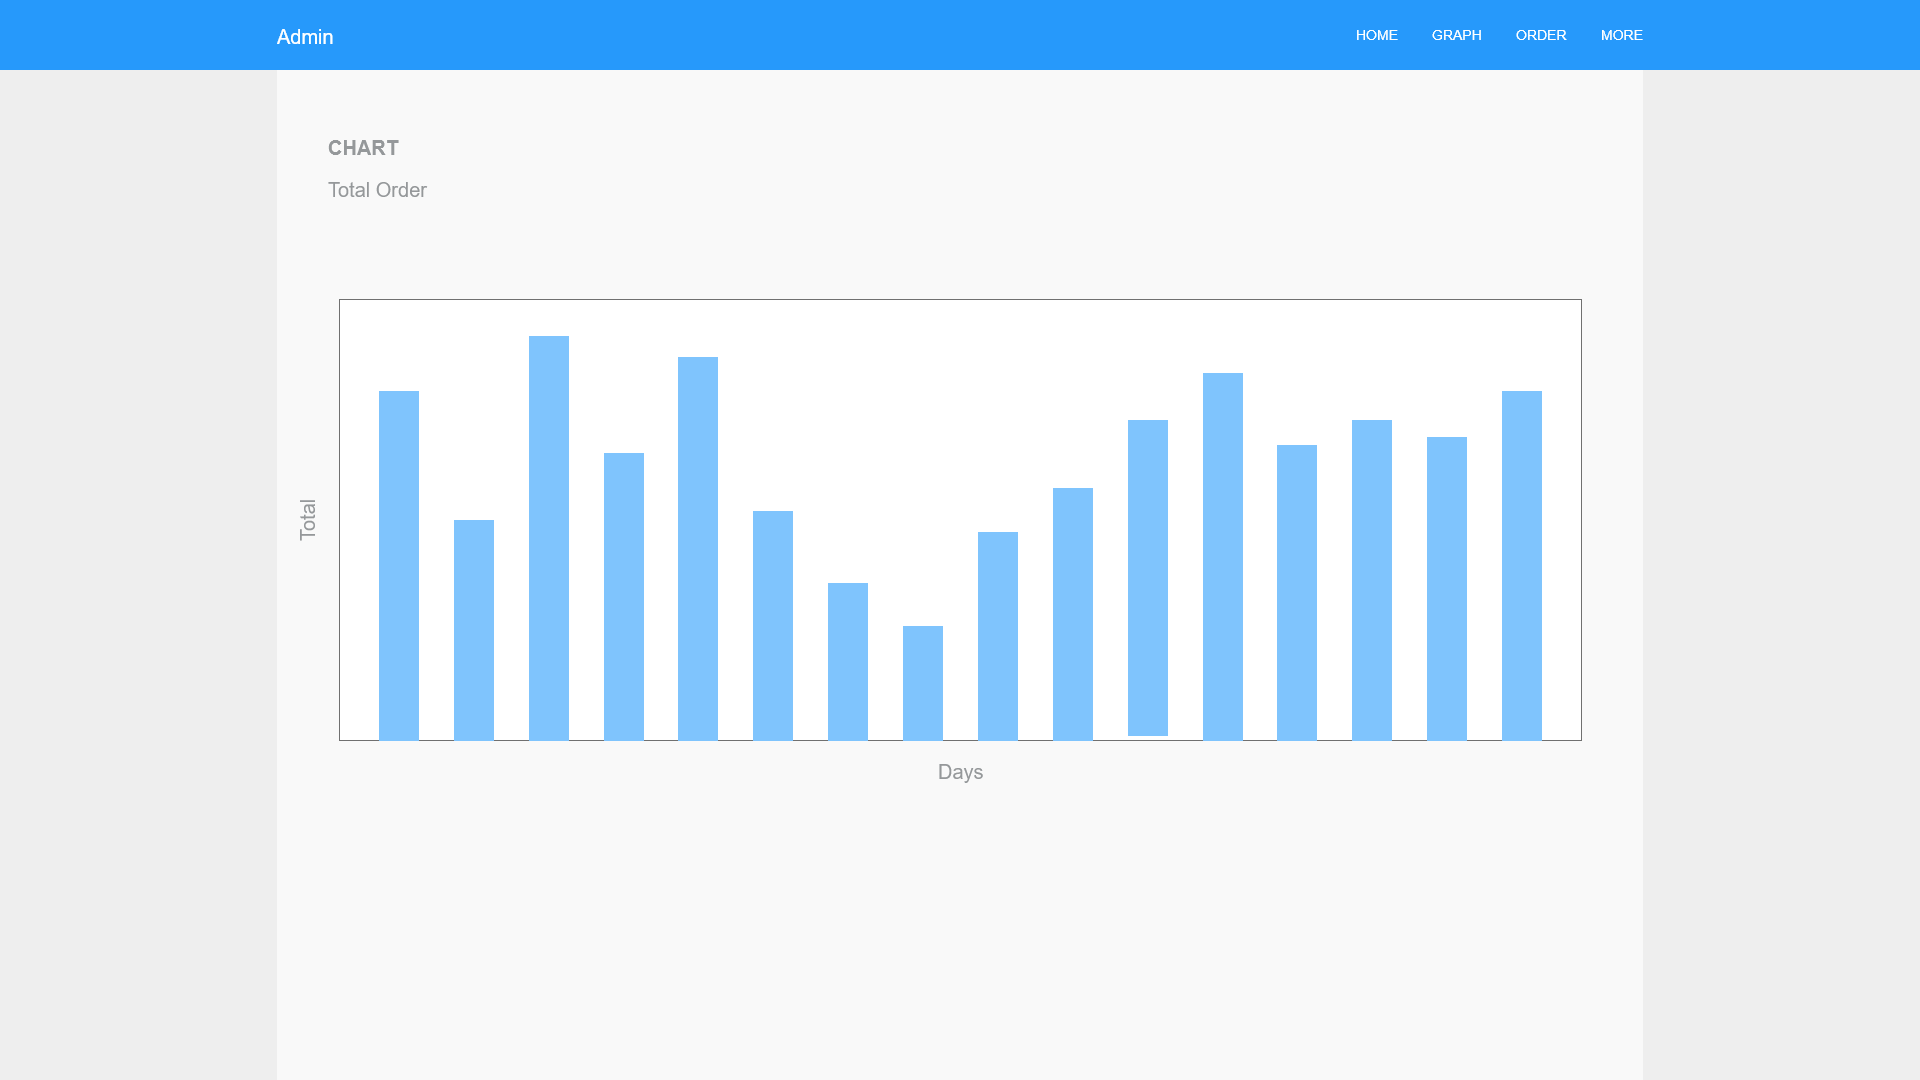 Admin
HOME GRAPH ORDER MORE
CHART
Total Order
Total
Days